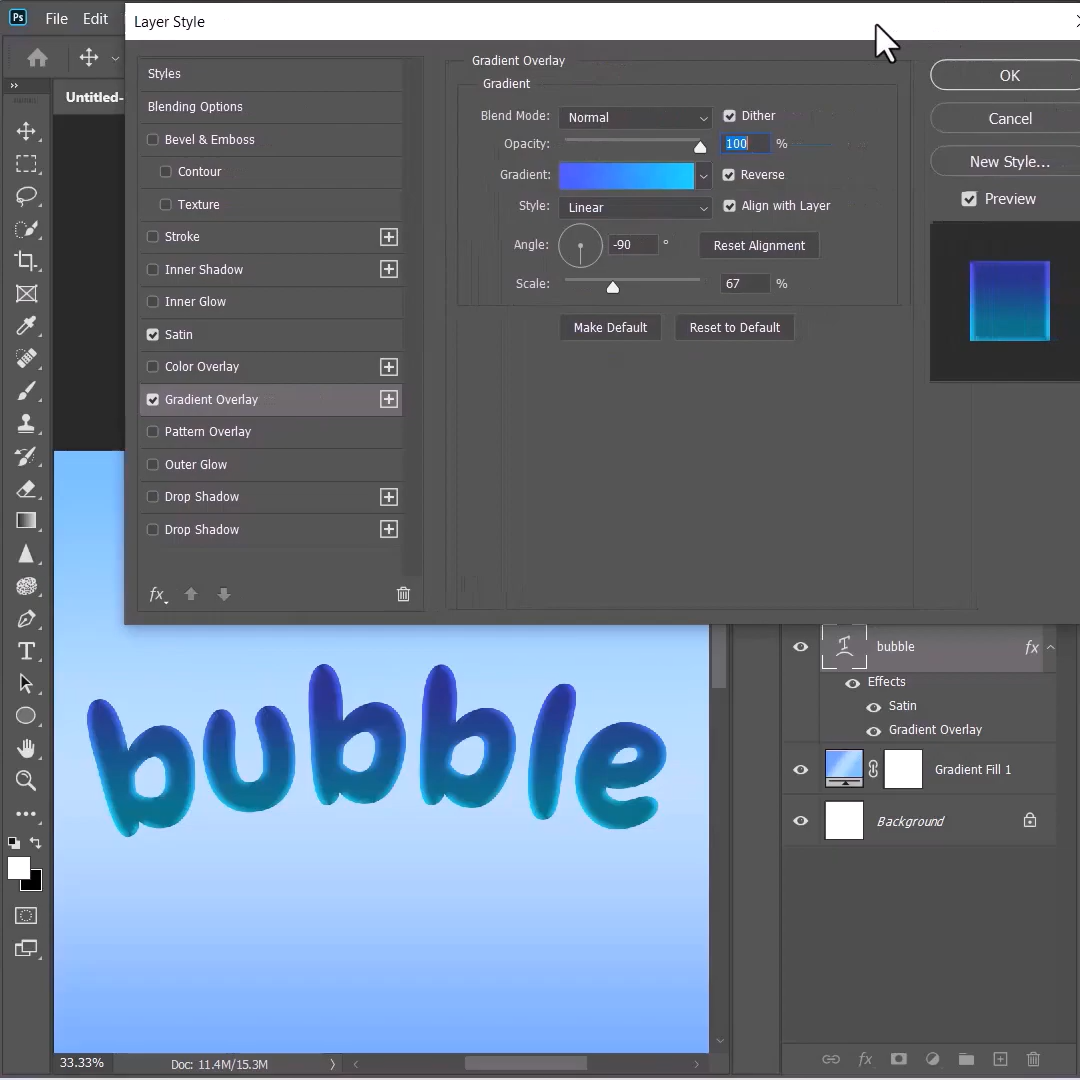 Ps File Edit
Layer Style
Untitled-
Styles
Blending Options
Bevel & Emboss
Contour
Texture
Stroke
Inner Shadow
Inner Glow
Satin
Color Overlay
Gradient Overlay
Pattern Overlay
Outer Glow
Drop Shadow
Drop Shadow
fx
Gradient Overlay
Gradient
Blend Mode: Normal Dither
Opacity: 100 %
Gradient: Reverse
Style: Linear Align with Layer
Angle: -90 ° Reset Alignment
Scale: 67 %
Make Default Reset to Default
OK
Cancel
New Style...
Preview
bubble
bubble fx
Effects
Satin
Gradient Overlay
Gradient Fill 1
Background
33.33% Doc: 11.4M/15.3M
fx